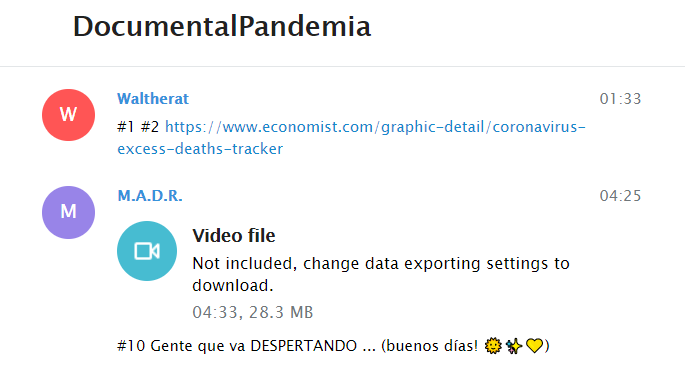 DocumentalPandemia
W
Waltherat 01:33
#1 #2 https://www.economist.com/graphic-detail/coronavirus-
excess-deaths-tracker
M
M.A.D.R. 04:25
Video file
Not included, change data exporting settings to
download.
04:33, 28.3 MB
#10 Gente que va DESPERTANDO ... (buenos días! 🌞✨💛)